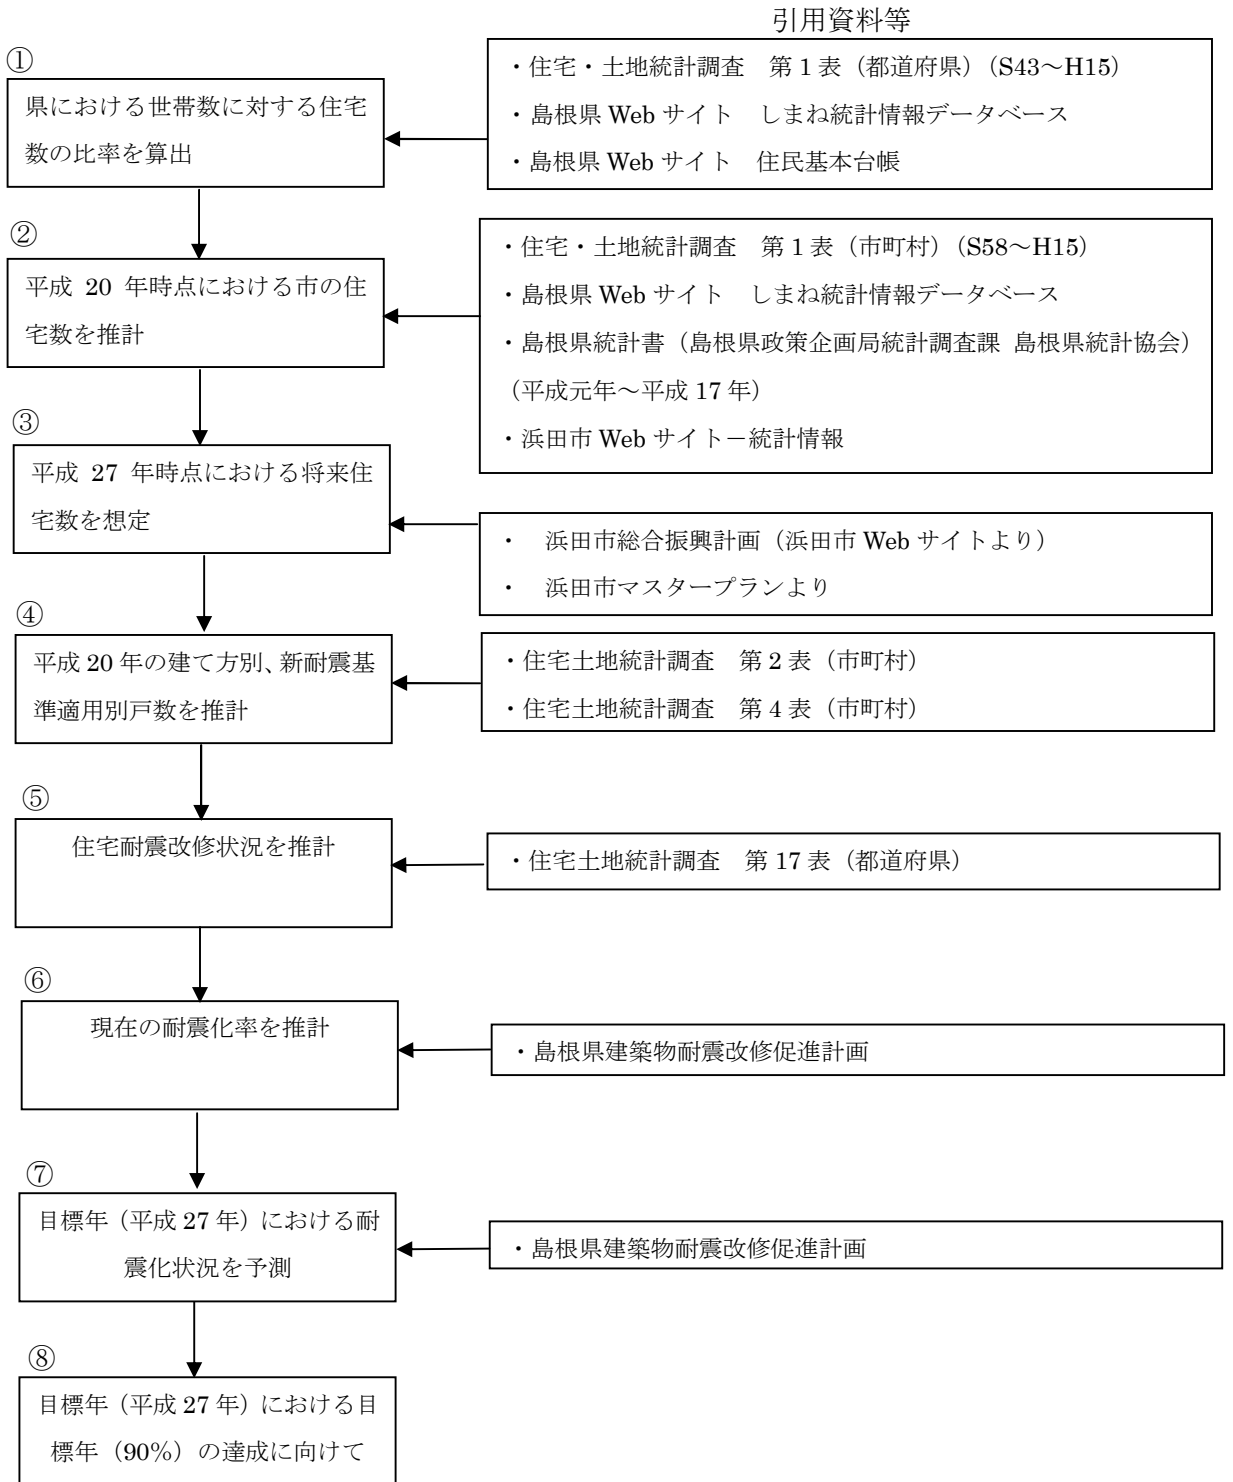 引用資料等
①
県における世帯数に対する住宅
数の比率を算出
・住宅・土地統計調査　第1表（都道府県）（S43～H15）
・島根県 Web サイト　しまね統計情報データベース
・島根県 Web サイト　住民基本台帳
②
平成 20 年時点における市の住
宅数を推計
・住宅・土地統計調査　第1表（市町村）（S58～H15）
・島根県 Web サイト　しまね統計情報データベース
・島根県統計書（島根県政策企画局統計調査課 島根県統計協会）
（平成元年～平成 17 年）
・浜田市 Web サイト－統計情報
③
平成 27 年時点における将来住
宅数を想定
・　浜田市総合振興計画（浜田市 Web サイトより）
・　浜田市マスタープランより
④
平成 20 年の建て方別、新耐震基
準適用別戸数を推計
・住宅土地統計調査　第 2 表（市町村）
・住宅土地統計調査　第 4 表（市町村）
⑤
住宅耐震改修状況を推計
・住宅土地統計調査　第 17 表（都道府県）
⑥
現在の耐震化率を推計
・島根県建築物耐震改修促進計画
⑦
目標年（平成 27 年）における耐
震化状況を予測
・島根県建築物耐震改修促進計画
⑧
目標年（平成 27 年）における目
標年（90％）の達成に向けて